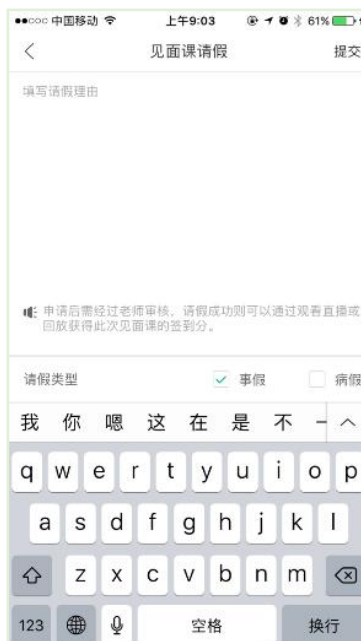 中国移动 上午9:03 61%
见面课请假 提交
填写请假理由
申请后需经过老师审核，请假成功则可以通过观看直播或
回放获得此次见面课的签到分。
请假类型 事假 病假
我 你 嗯 这 在 是 不 一
q w e r t y u i o p
a s d f g h j k l
z x c v b n m
123 空格 换行